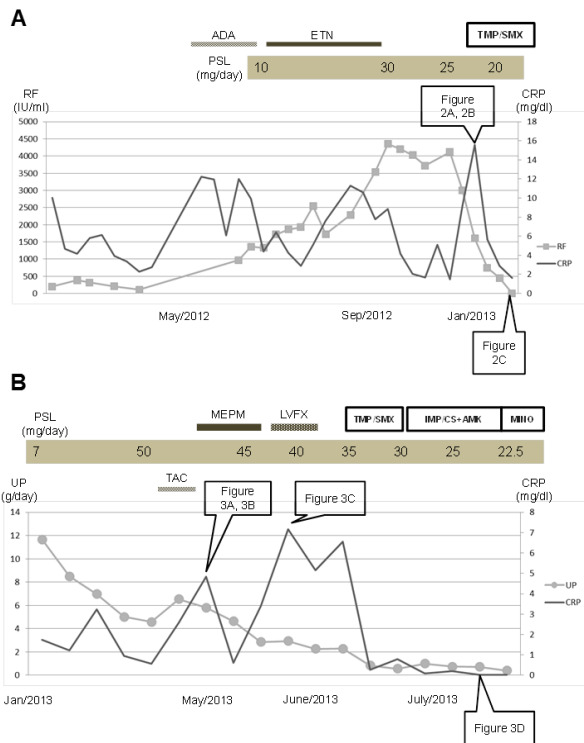 A
ADA
ETN
TMP/SMX
PSL
(mg/day)
10
30
25
20
RF
(IU/ml)
CRP
(mg/dl)
Figure
2A, 2B
5000
4500
4000
3500
3000
2500
2000
1500
1000
500
0
18
16
14
12
10
8
6
4
2
0
RF
CRP
May/2012
Sep/2012
Jan/2013
Figure
2C
B
MEPM
LVFX
TMP/SMX
IMP/CS+AMK
MINO
PSL
(mg/day)
7
50
45
40
35
30
25
22.5
TAC
UP
(g/day)
CRP
(mg/dl)
Figure
3A, 3B
Figure 3C
14
12
10
8
6
4
2
0
8
7
6
5
4
3
2
1
0
UP
CRP
Jan/2013
May/2013
June/2013
July/2013
Figure 3D